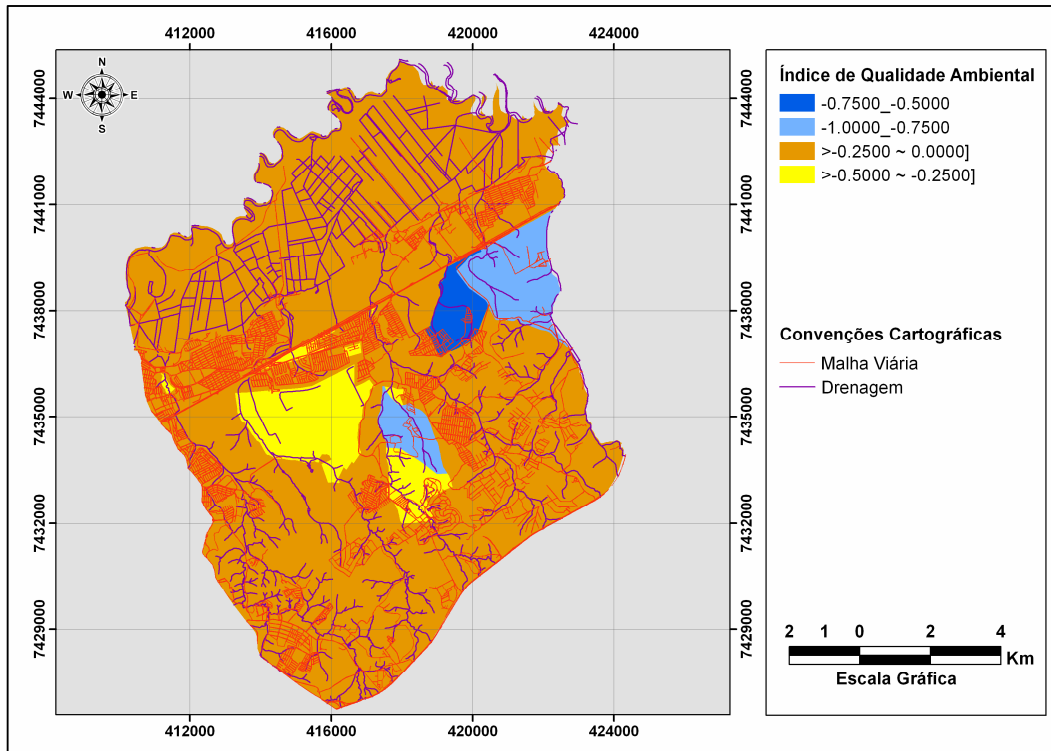 412000 416000 420000 424000
N
W E
S
7444000 7444000
7441000 7441000
7438000 7438000
7435000 7435000
7432000 7432000
7429000 7429000
412000 416000 420000 424000
Índice de Qualidade Ambiental
-0.7500_-0.5000
-1.0000_-0.7500
>-0.2500 ~ 0.0000]
>-0.5000 ~ -0.2500]
Convenções Cartográficas
Malha Viária
Drenagem
2 1 0 2 4
Km
Escala Gráfica